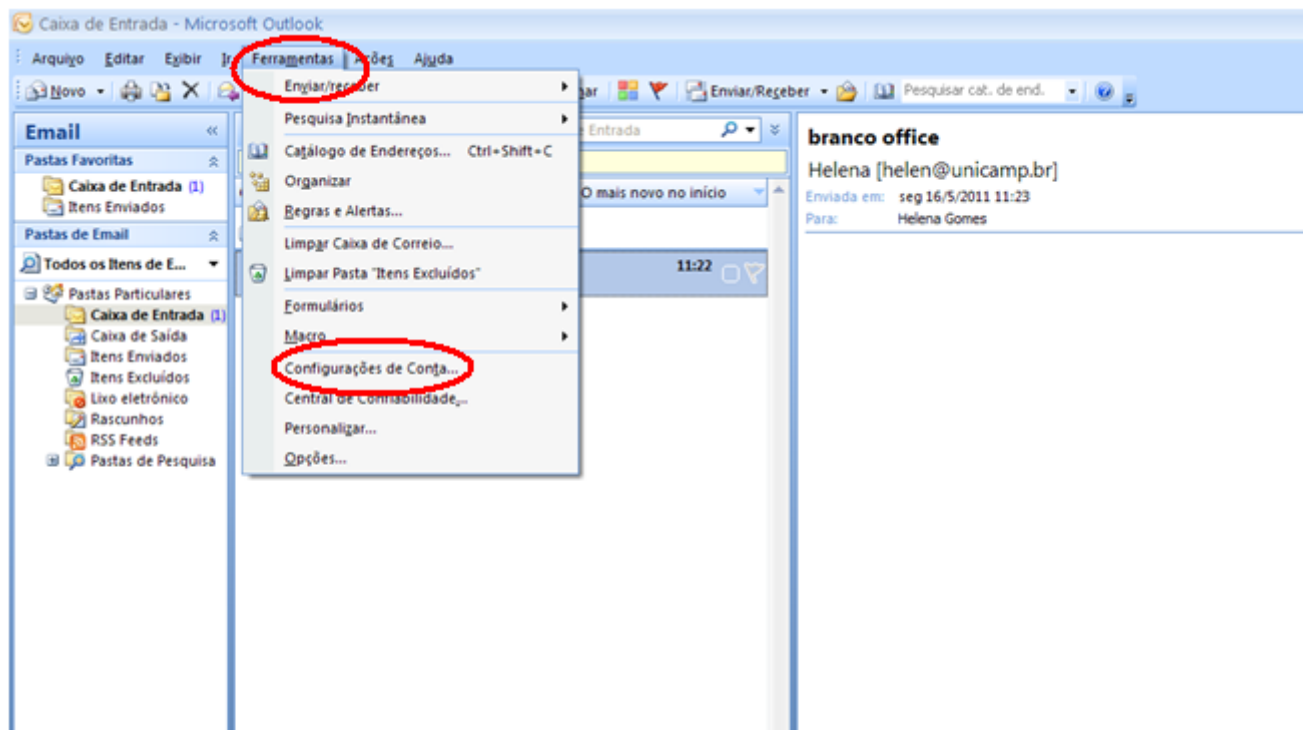 Caixa de Entrada - Microsoft Outlook
Arquivo Editar Exibir Ir Ferramentas Ações Ajuda
Novo Enviar/Receber Pesquisar cat. de end.
Enviar/receber
Pesquisa Instantânea
Catálogo de Endereços... Ctrl+Shift+C
Organizar
Regras e Alertas...
Limpar Caixa de Correio...
Limpar Pasta "Itens Excluídos"
Formulários
Macro
Configurações de Conta...
Central de Confiabilidade...
Personalizar...
Opções...
Email
Pastas Favoritas
Caixa de Entrada (1)
Itens Enviados
Pastas de Email
Todos os Itens de E...
Pastas Particulares
Caixa de Entrada (1)
Caixa de Saída
Itens Enviados
Itens Excluídos
Lixo eletrônico
Rascunhos
RSS Feeds
Pastas de Pesquisa
Entrada
O mais novo no início
11:22
branco office
Helena [helen@unicamp.br]
Enviada em: seg 16/5/2011 11:23
Para: Helena Gomes